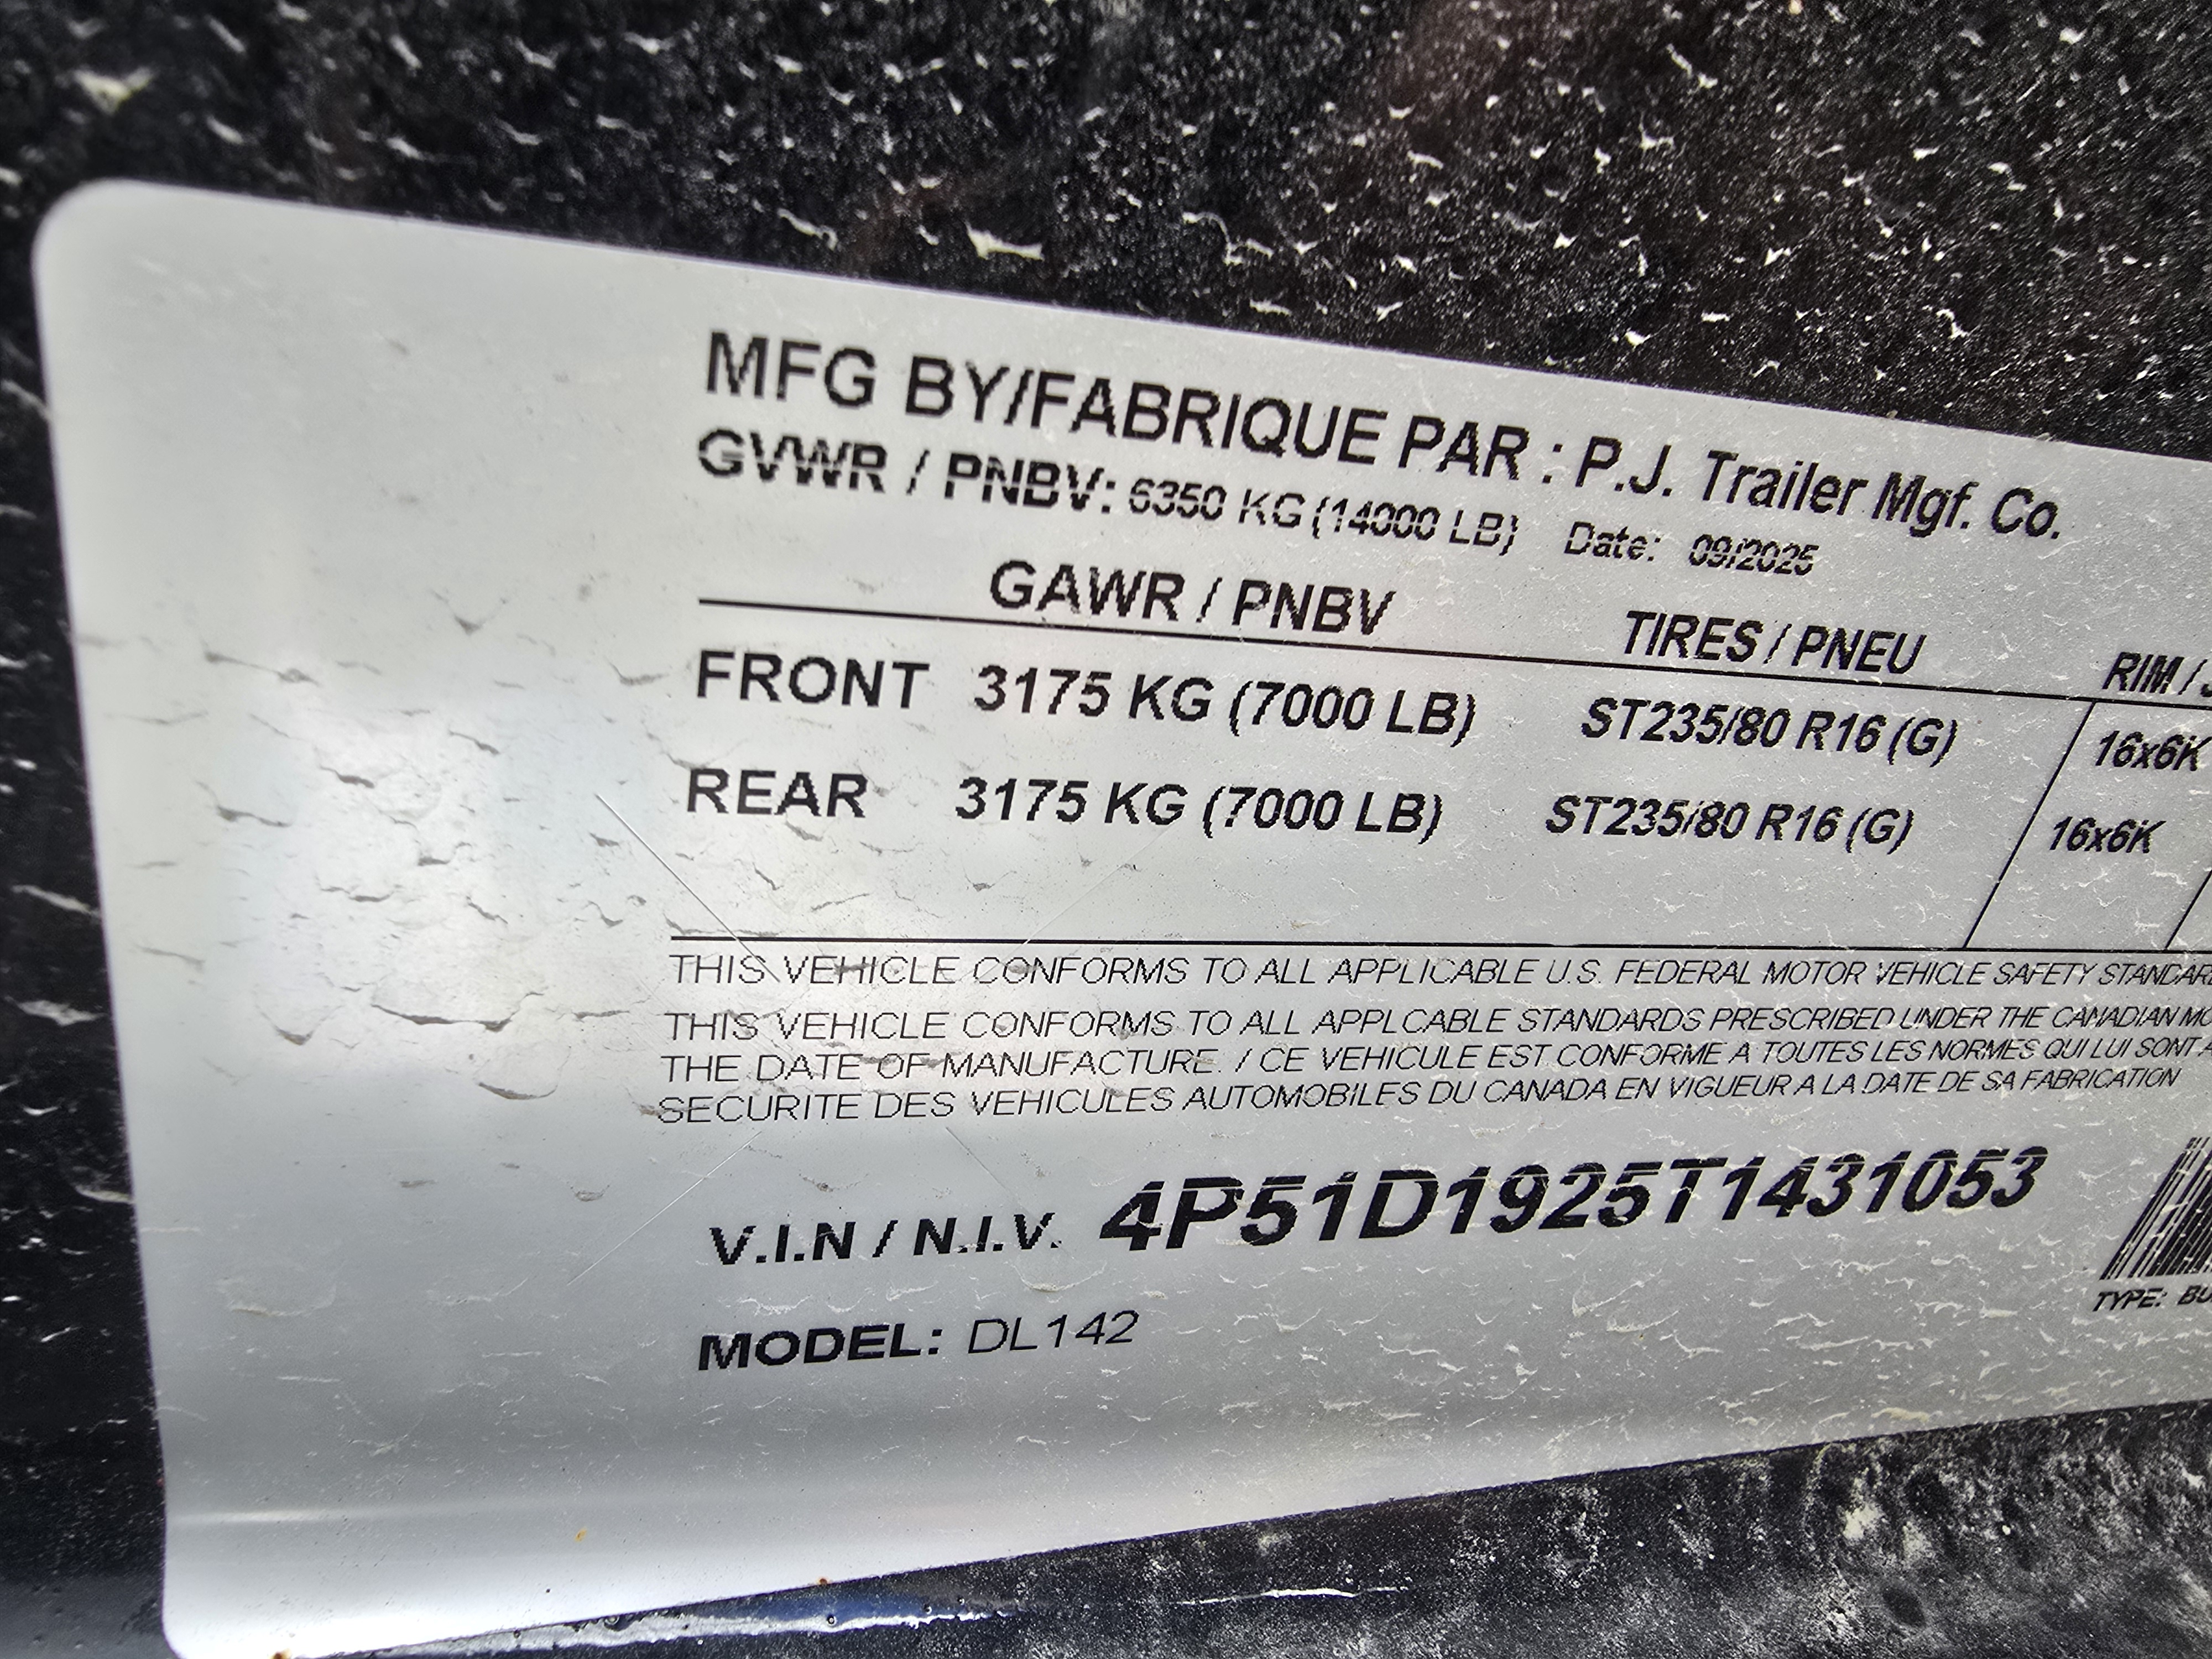 MFG BY/FABRIQUE PAR : P.J. Trailer Mgf. Co.
GVWR / PNBV: 6350 KG (14000 LB) Date: 09/2025
GAWR / PNBV TIRES / PNEU RIM /
FRONT 3175 KG (7000 LB) ST235/80 R16 (G) 16x6K
REAR 3175 KG (7000 LB) ST235/80 R16 (G) 16x6K
THIS VEHICLE CONFORMS TO ALL APPLICABLE U.S. FEDERAL MOTOR VEHICLE SAFETY STANDAR
THIS VEHICLE CONFORMS TO ALL APPLCABLE STANDARDS PRESCRIBED UNDER THE CANADIAN MO
THE DATE OF MANUFACTURE. / CE VEHICULE EST CONFORME A TOUTES LES NORMES QUI LUI SONT A
SECURITE DES VEHICULES AUTOMOBILES DU CANADA EN VIGUEUR A LA DATE DE SA FABRICATION
V.I.N / N.I.V. 4P51D1925T1431053
TYPE: BU
MODEL: DL142